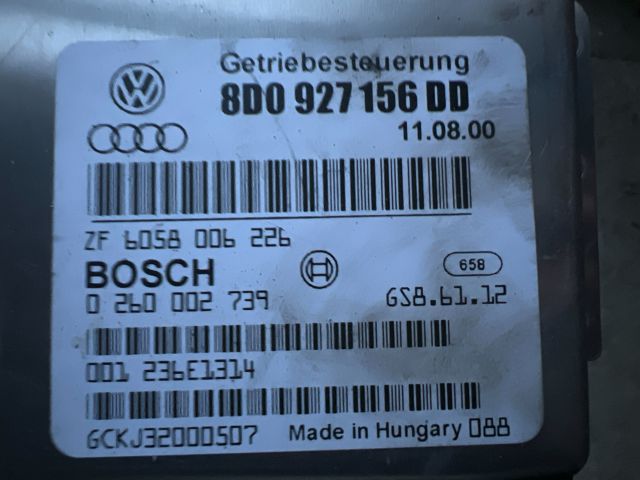 Getriebesteuerung
8D0 927 156 DD
11.08.00
ZF 6058 006 226
BOSCH 658
0 260 002 739 GS8.61.12
001 236E1314
GCKJ32000507 Made in Hungary 088